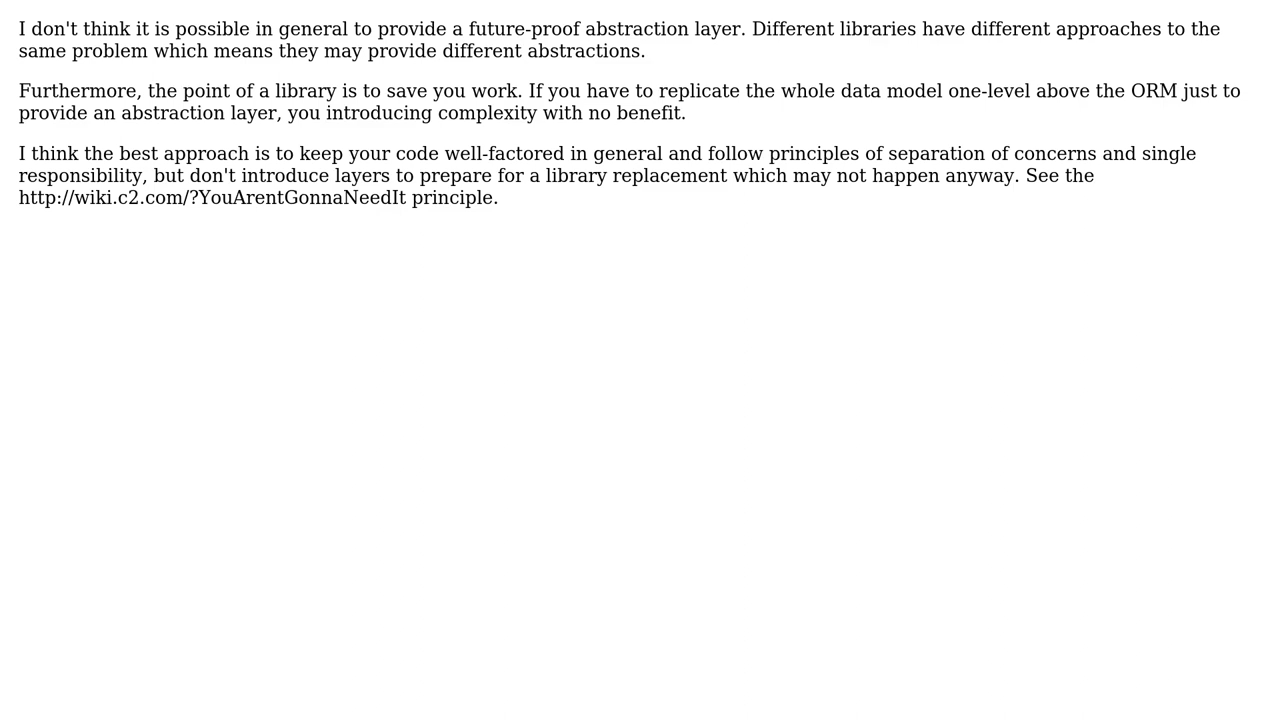 I don't think it is possible in general to provide a future-proof abstraction layer. Different libraries have different approaches to the
same problem which means they may provide different abstractions.
Furthermore, the point of a library is to save you work. If you have to replicate the whole data model one-level above the ORM just to
provide an abstraction layer, you introducing complexity with no benefit.
I think the best approach is to keep your code well-factored in general and follow principles of separation of concerns and single
responsibility, but don't introduce layers to prepare for a library replacement which may not happen anyway. See the
http://wiki.c2.com/?YouArentGonnaNeedIt principle.